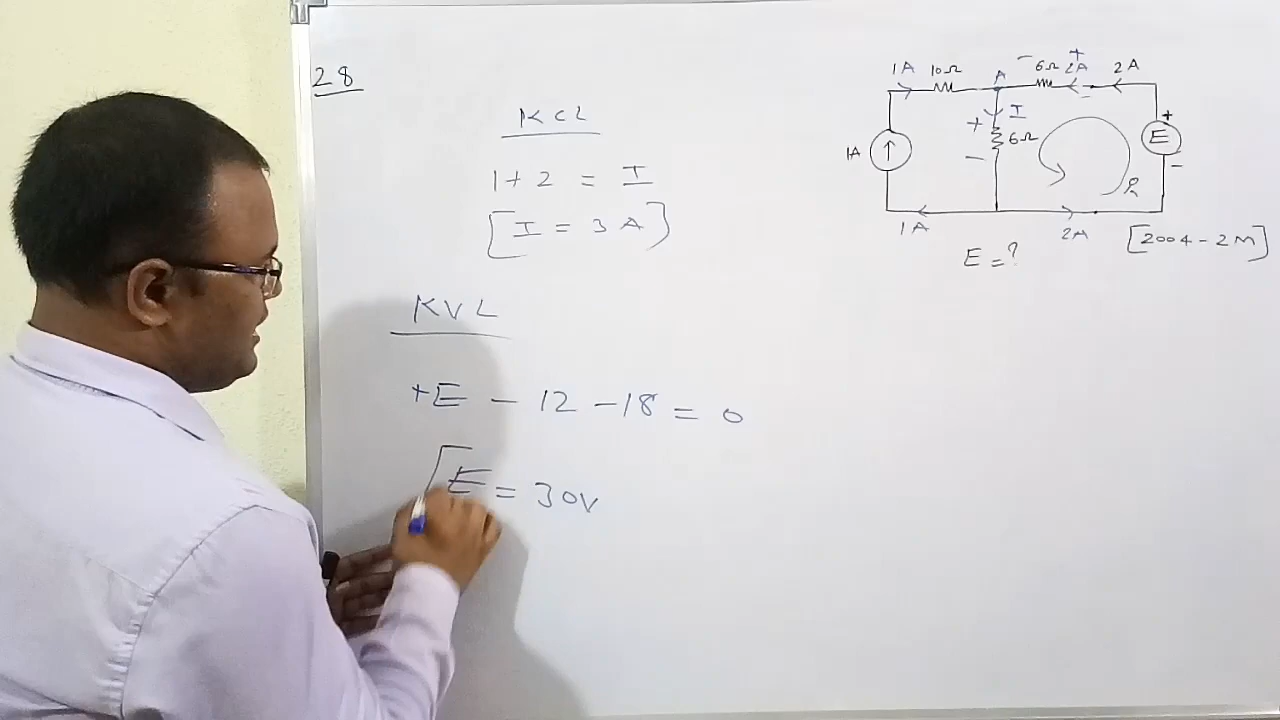 28
KCL
1 + 2 = I
[I = 3A]
KVL
+E - 12 - 18 = 0
[E = 30V
1A 10Ω A - 6Ω + 2A 2A
I
+ 6Ω -
1A ↑
+ E -
1A 2A
E = ?
[2004 - 2M]